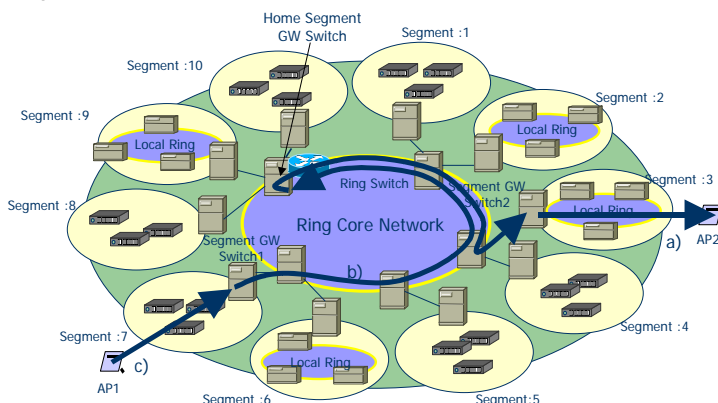 Home Segment
GW Switch
Segment :1
Segment :10
Segment :2
Segment :9
Local Ring
Local Ring
Segment :3
Ring Switch
Segment GW
Switch2
Segment :8
Local Ring
Ring Core Network
Segment GW
Switch1
a)
AP2
b)
Segment :7
Segment :4
c)
Local Ring
AP1
Segment :6
Segment:5